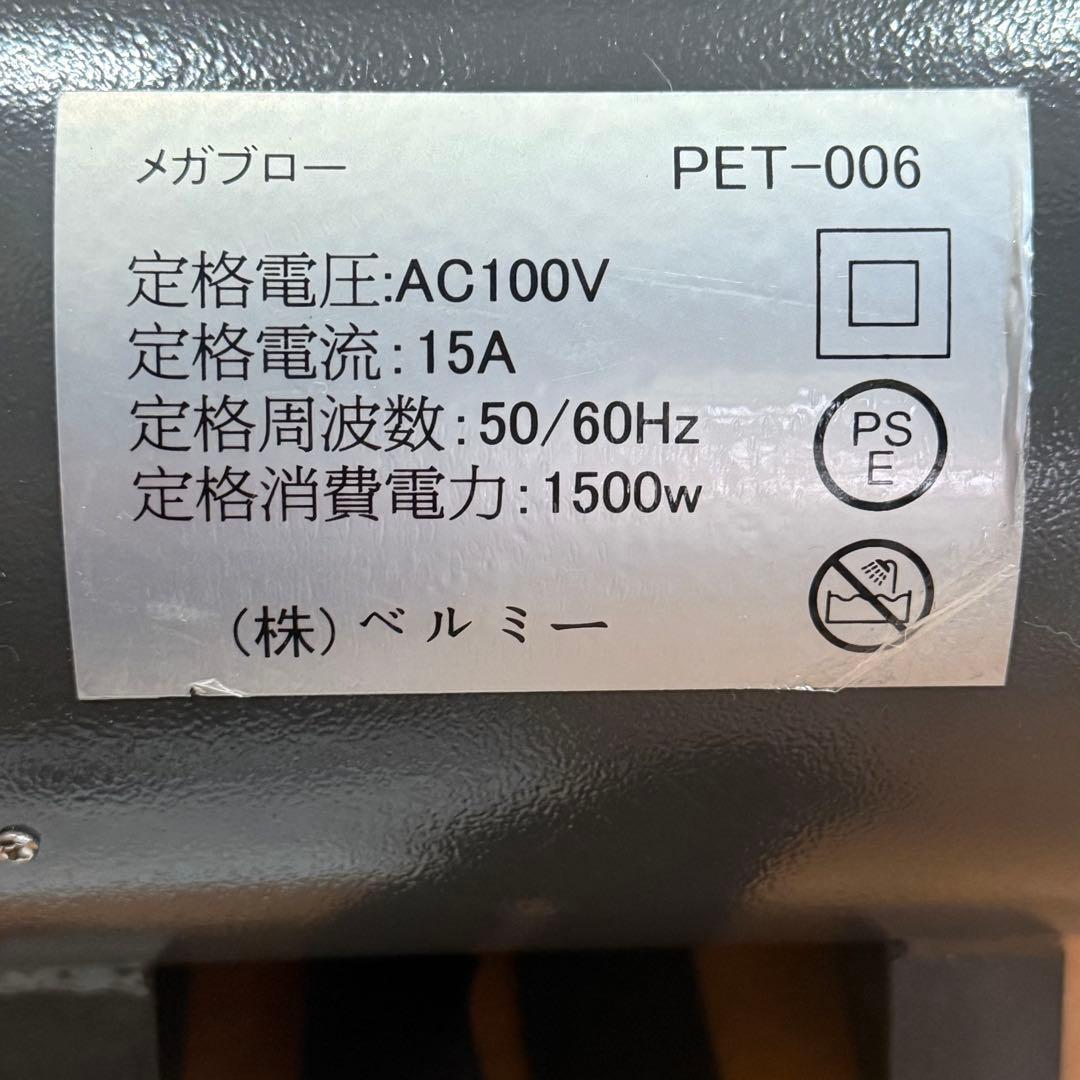 メガブロー PET-006
定格電圧:AC100V
定格電流:15A
定格周波数:50/60Hz
定格消費電力:1500w
PS
E
(株)ベルミー